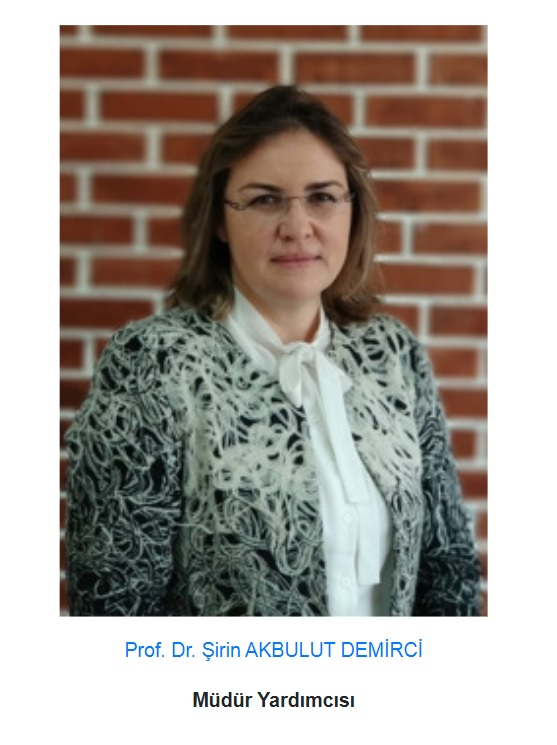 Prof. Dr. Şirin AKBULUT DEMİRCİ
Müdür Yardımcısı